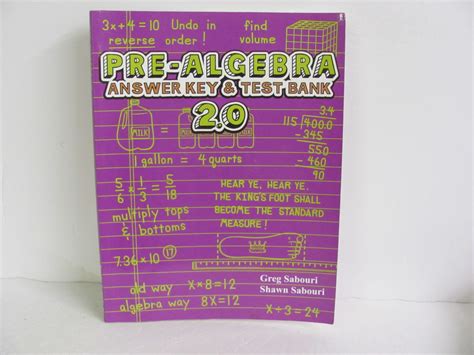 3x+4=10 Undo in
reverse order!
find
volume
PRE-ALGEBRA
ANSWER KEY & TEST BANK
2.0
MILK
1 gallon = 4 quarts
3.4
115 400.0
-345
550
-460
90
5/6 x 1/3 = 5/18
multiply tops
& bottoms
HEAR YE, HEAR YE.
THE KING'S FOOT SHALL
BECOME THE STANDARD
MEASURE!
7.36 x 10
17
old way X*8=12
algebra way 8X=12
Greg Sabouri
Shawn Sabouri
X÷3=24